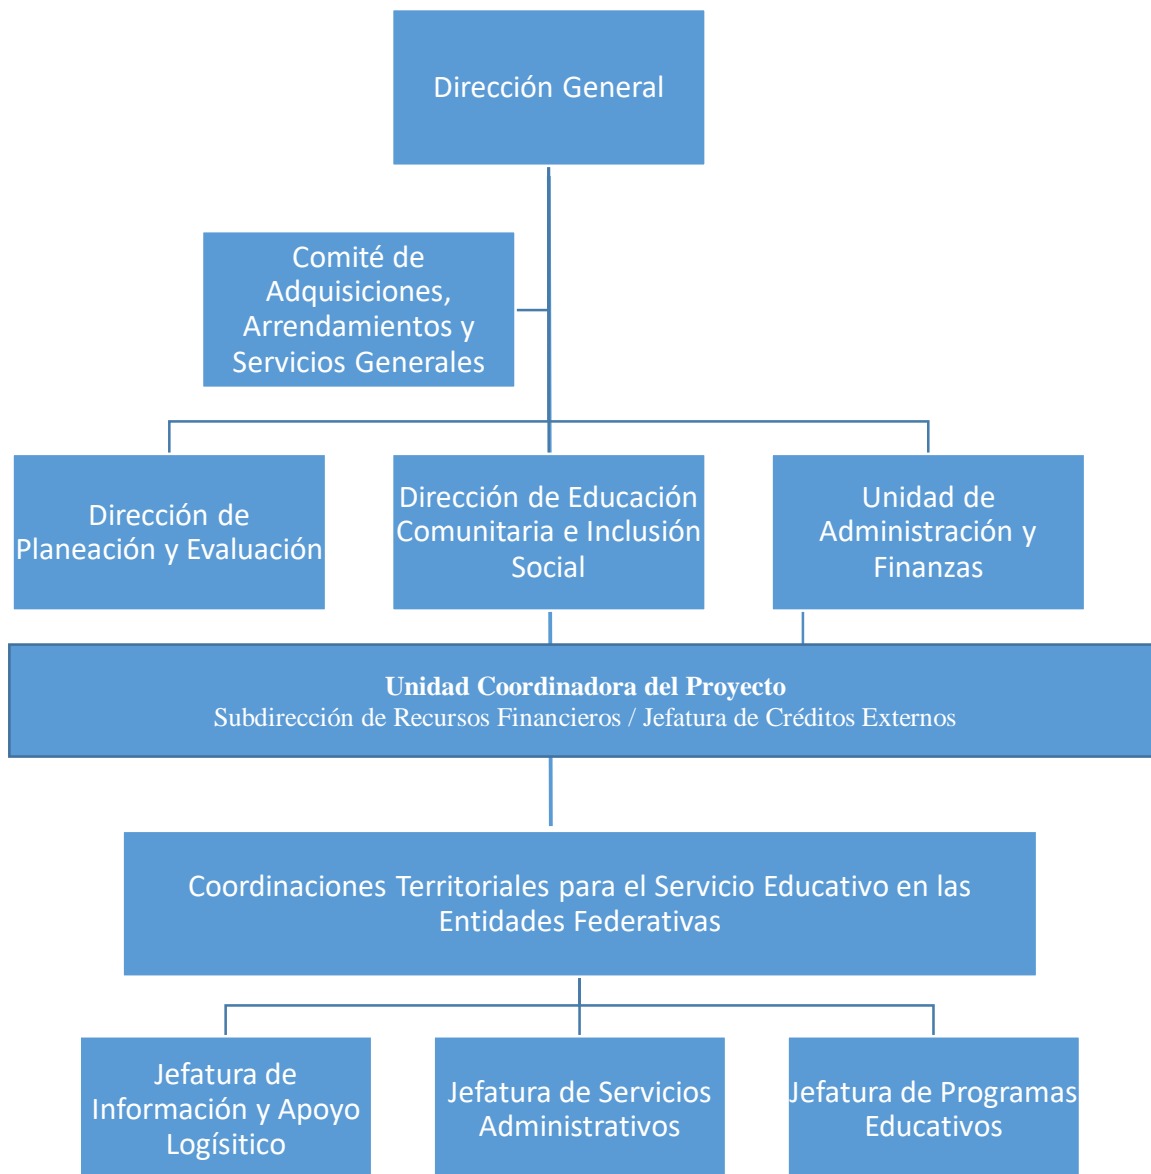 Dirección General
Comité de
Adquisiciones,
Arrendamientos y
Servicios Generales
Dirección de
Planeación y Evaluación
Dirección de Educación
Comunitaria e Inclusión
Social
Unidad de
Administración y
Finanzas
Unidad Coordinadora del Proyecto
Subdirección de Recursos Financieros / Jefatura de Créditos Externos
Coordinaciones Territoriales para el Servicio Educativo en las
Entidades Federativas
Jefatura de
Información y Apoyo
Logísitico
Jefatura de Servicios
Administrativos
Jefatura de Programas
Educativos